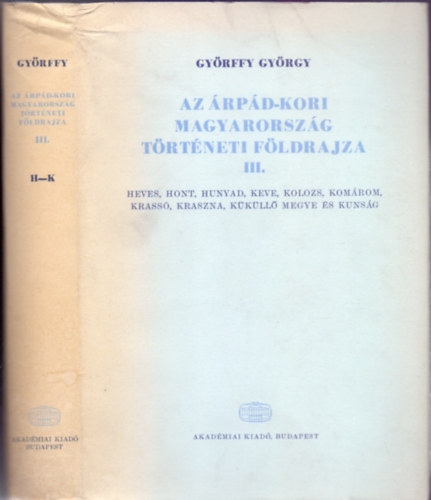 GYÖRFFY
AZ ÁRPÁD-KORI
MAGYARORSZÁG
TÖRTÉNETI
FÖLDRAJZA
III.
H—K
AKADÉMIAI KIADÓ
BUDAPEST
GYÖRFFY GYÖRGY
AZ ÁRPÁD-KORI
MAGYARORSZÁG
TÖRTÉNETI FÖLDRAJZA
III.
HEVES, HONT, HUNYAD, KEVE, KOLOZS, KOMÁROM,
KRASSÓ, KRASZNA, KÜKÜLLŐ MEGYE ÉS KUNSÁG
AKADÉMIAI KIADÓ, BUDAPEST